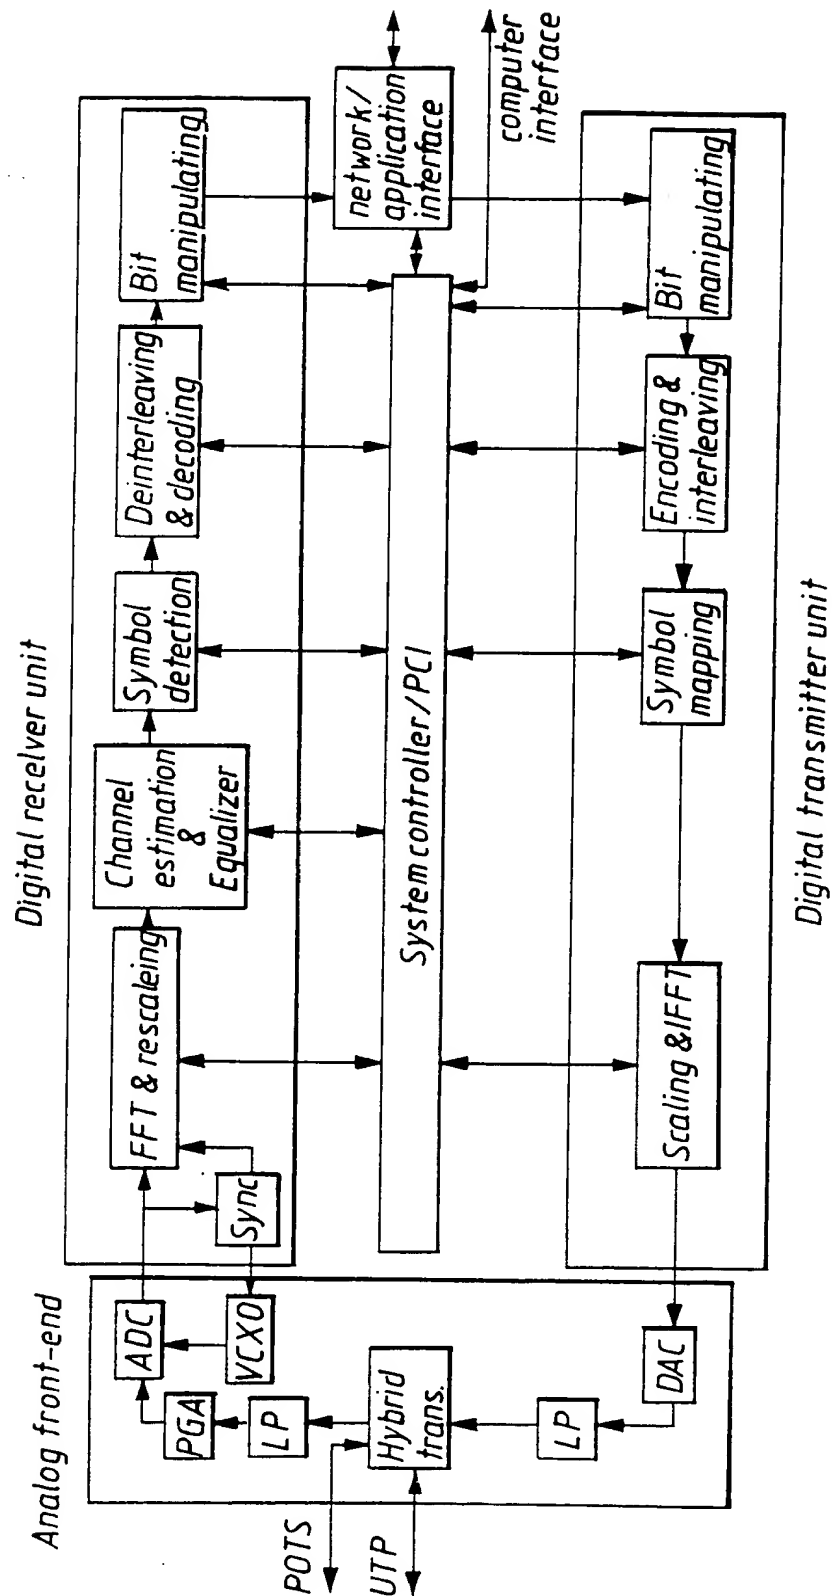 Digital receiver unit
Analog front-end
ADC
VCXO
PGA
LP
Hybrid
trans.
LP
DAC
POTS
UTP
Sync
FFT & rescaleing
Channel
estimation
&
Equalizer
Symbol
detection
Deinterleaving
& decoding
Bit
manipulating
System controller/PCI
network/
application
interface
computer
interface
Scaling &IFFT
Symbol
mapping
Encoding &
interleaving
Bit
manipulating
Digital transmitter unit